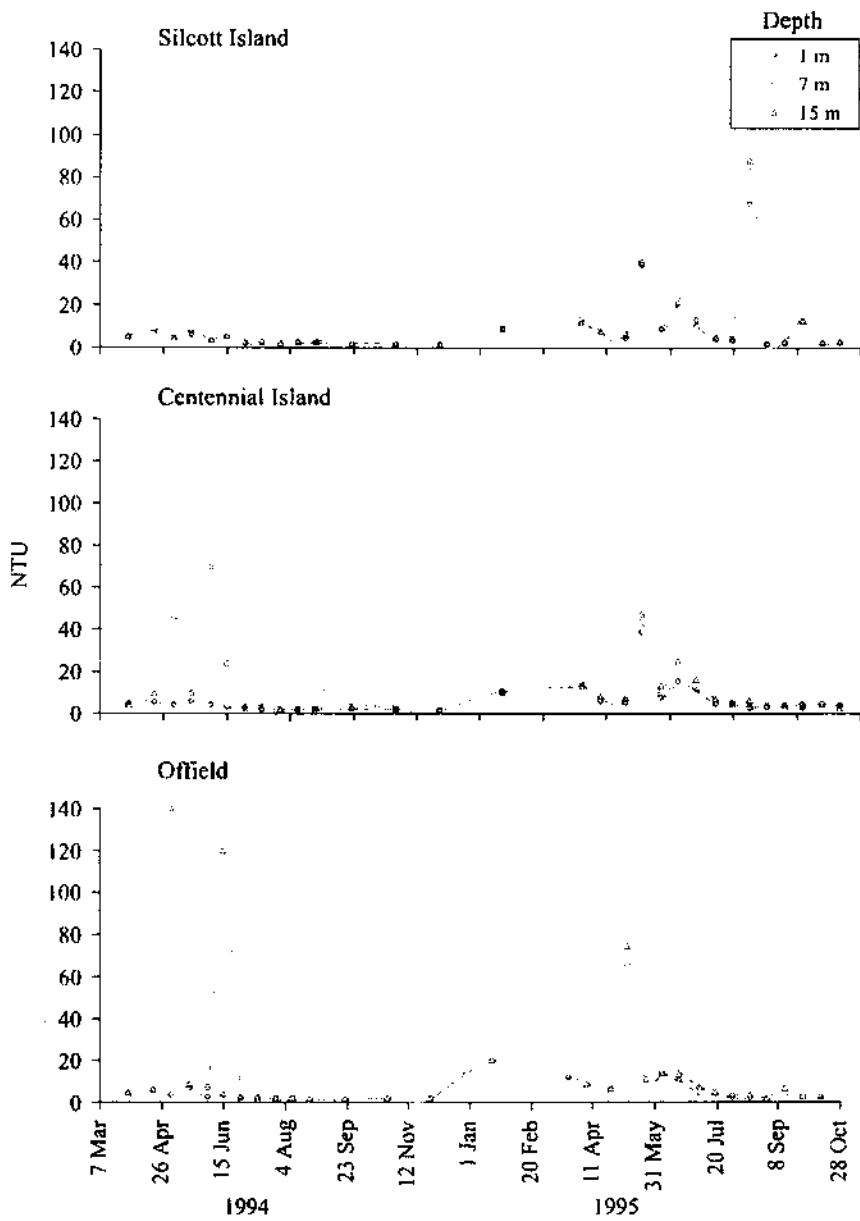 Silcott Island
Depth
1 m
7 m
15 m
140
120
100
80
60
40
20
0
Centennial Island
140
120
100
80
60
40
20
0
NTU
Offield
140
120
100
80
60
40
20
0
7 Mar
26 Apr
15 Jun
4 Aug
23 Sep
12 Nov
1 Jan
20 Feb
11 Apr
31 May
20 Jul
8 Sep
28 Oct
1994
1995